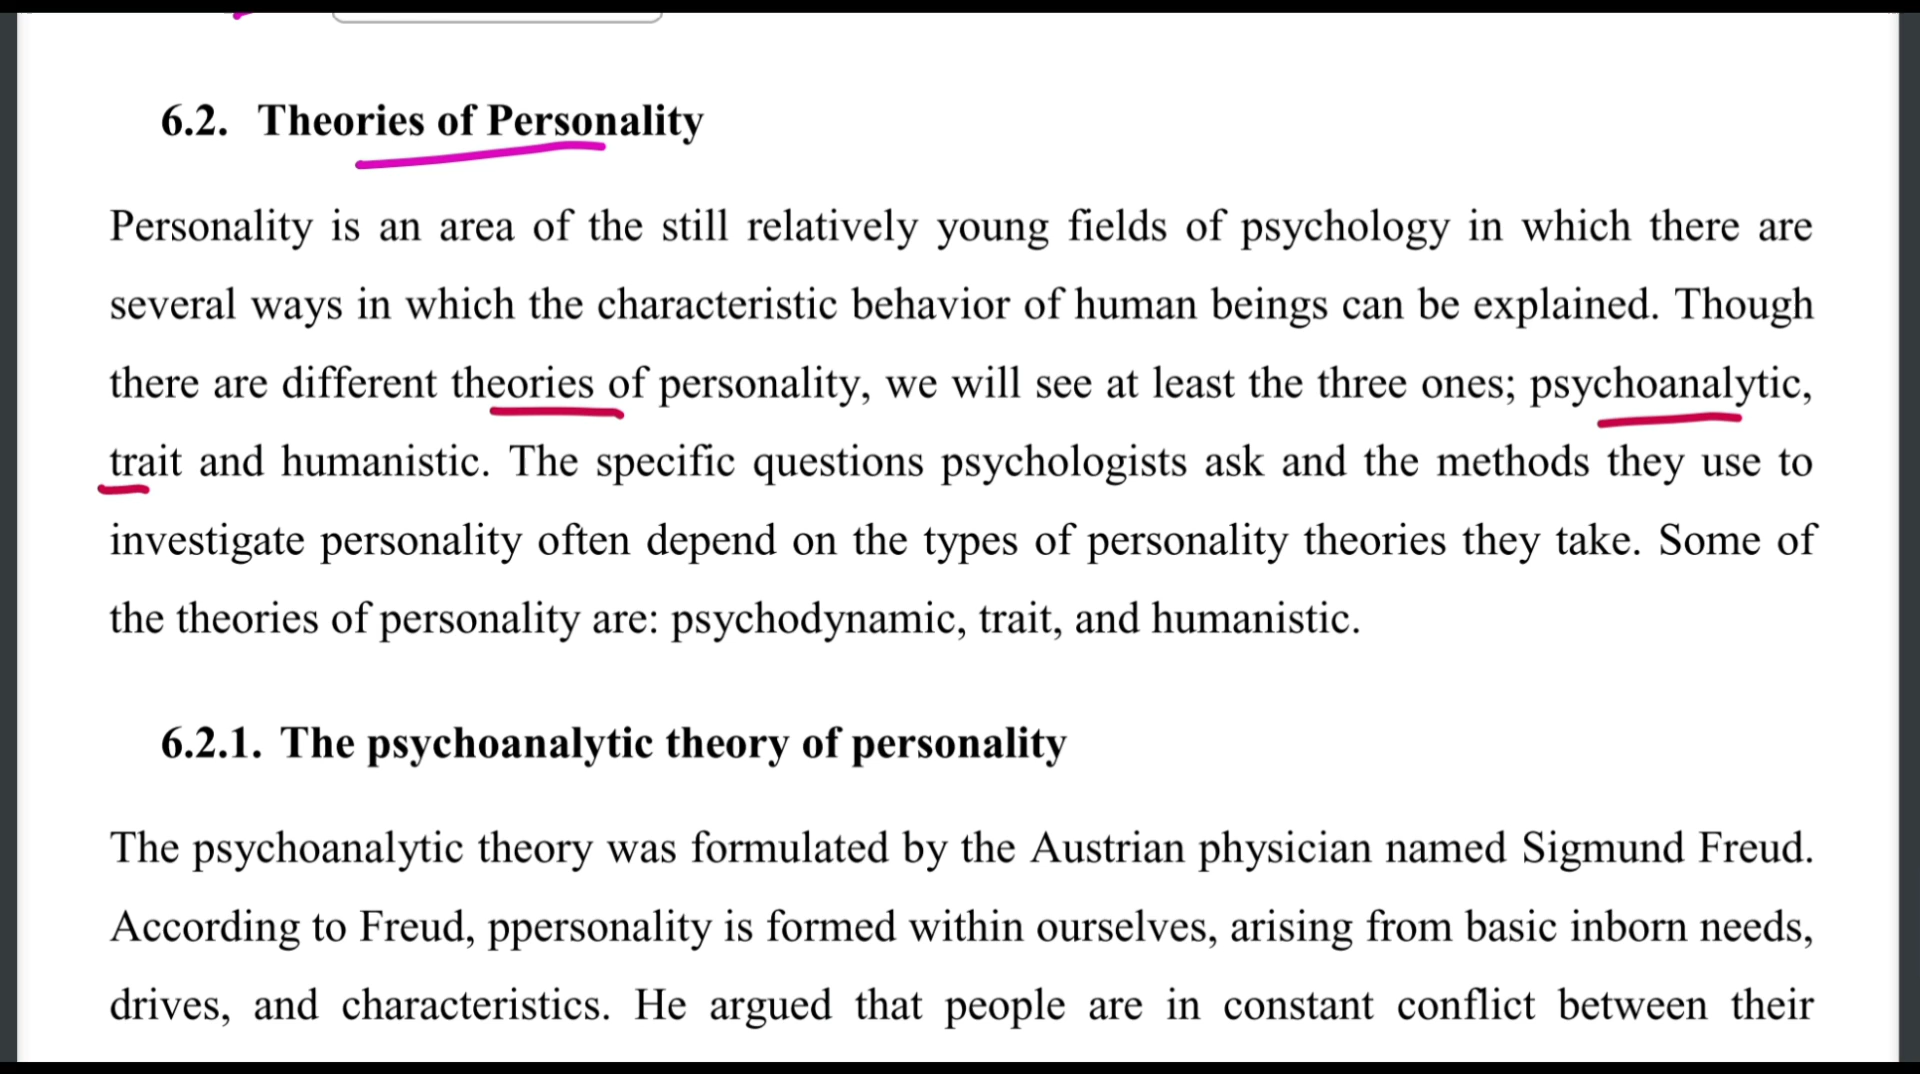 6.2. Theories of Personality
Personality is an area of the still relatively young fields of psychology in which there are
several ways in which the characteristic behavior of human beings can be explained. Though
there are different theories of personality, we will see at least the three ones; psychoanalytic,
trait and humanistic. The specific questions psychologists ask and the methods they use to
investigate personality often depend on the types of personality theories they take. Some of
the theories of personality are: psychodynamic, trait, and humanistic.
6.2.1. The psychoanalytic theory of personality
The psychoanalytic theory was formulated by the Austrian physician named Sigmund Freud.
According to Freud, ppersonality is formed within ourselves, arising from basic inborn needs,
drives, and characteristics. He argued that people are in constant conflict between their